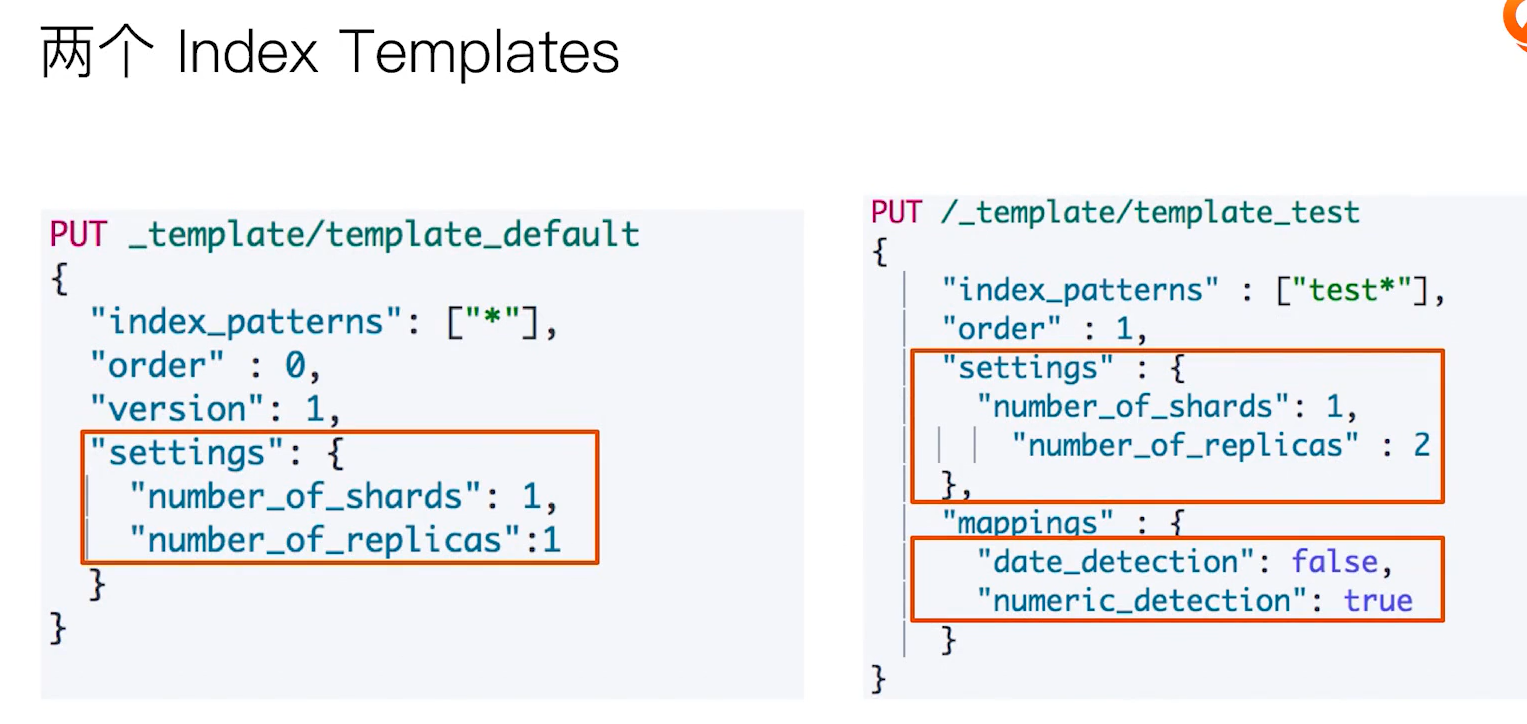 两个 Index Templates
PUT _template/template_default
{
  "index_patterns": ["*"],
  "order" : 0,
  "version": 1,
  "settings": {
    "number_of_shards": 1,
    "number_of_replicas":1
  }
}
PUT /_template/template_test
{
    "index_patterns" : ["test*"],
    "order" : 1,
    "settings" : {
      "number_of_shards": 1,
        "number_of_replicas" : 2
    },
    "mappings" : {
      "date_detection": false,
      "numeric_detection": true
    }
}